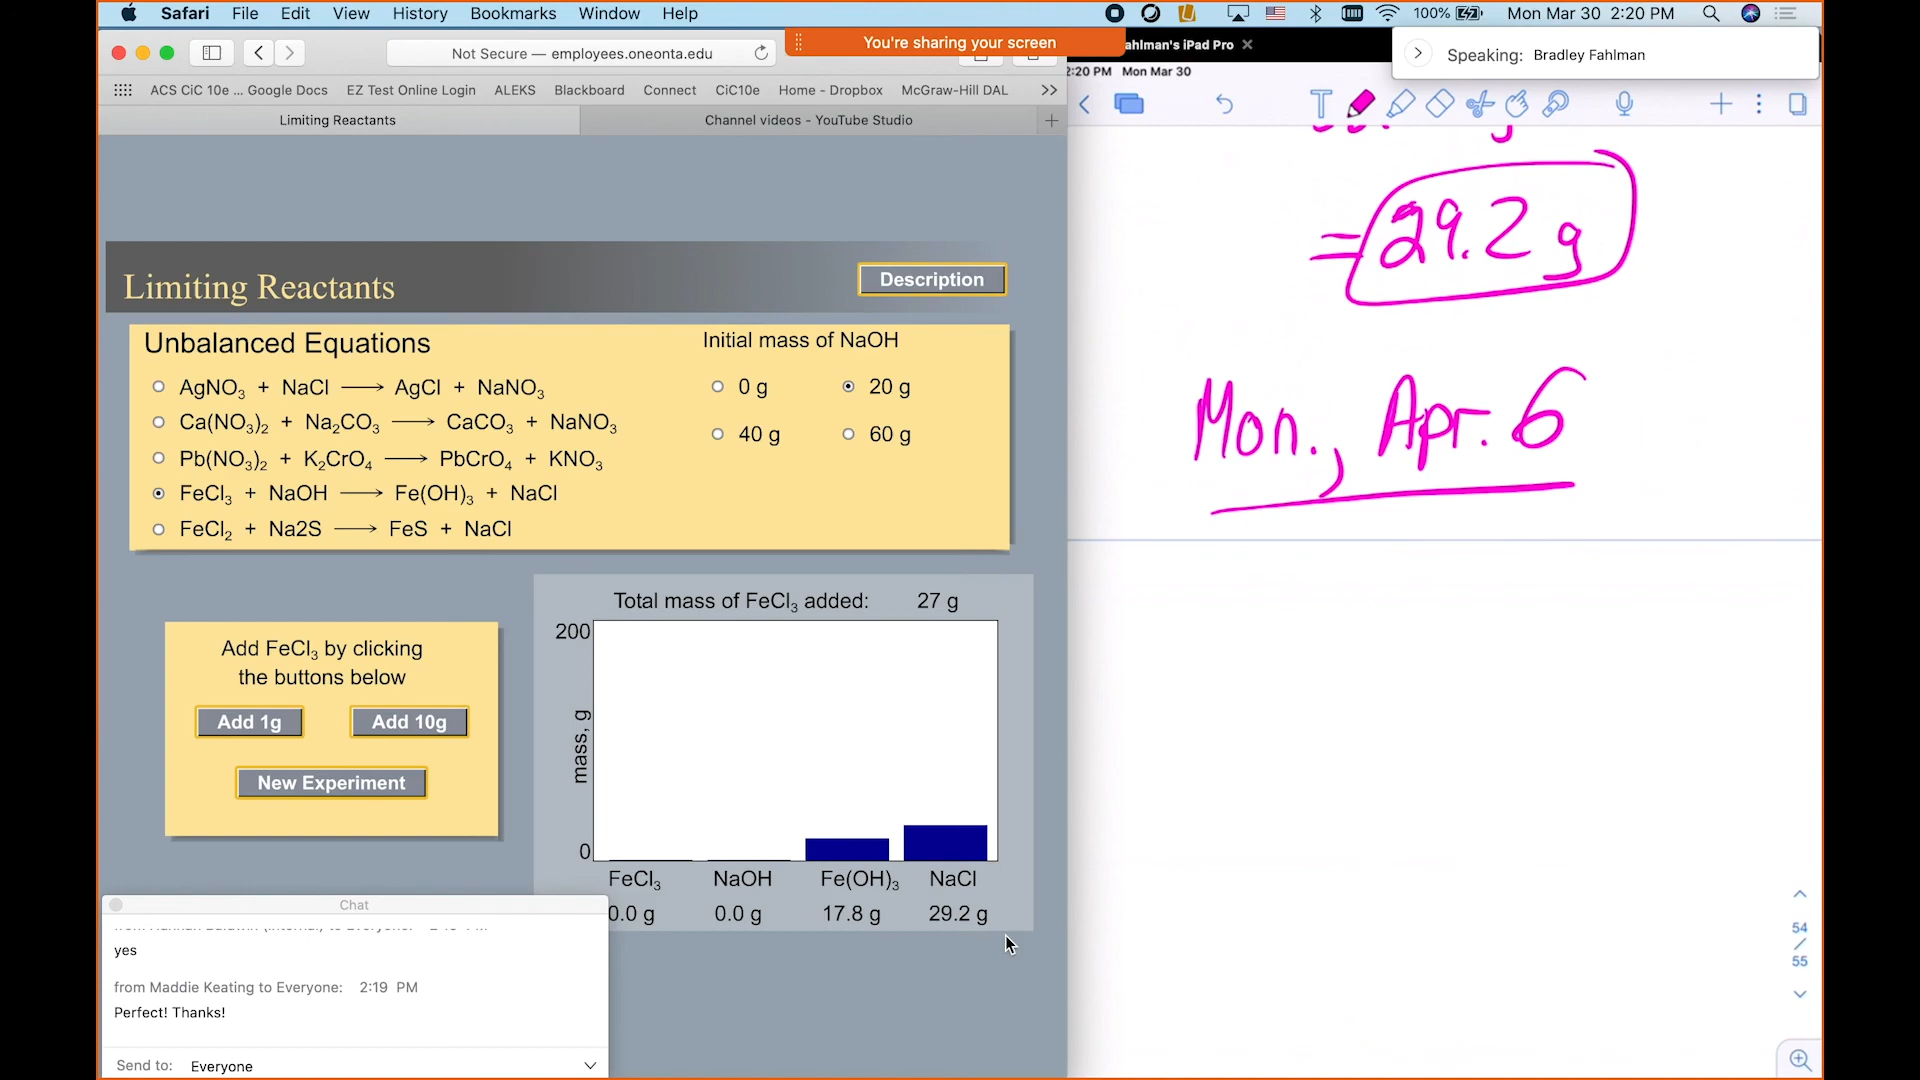 Safari File Edit View History Bookmarks Window Help 100% Mon Mar 30 2:20 PM
You're sharing your screen
Not Secure — employees.oneonta.edu
ahlman's iPad Pro
Speaking: Bradley Fahlman
2:20 PM Mon Mar 30
ACS CiC 10e ... Google Docs EZ Test Online Login ALEKS Blackboard Connect CiC10e Home - Dropbox McGraw-Hill DAL
Limiting Reactants Channel videos - YouTube Studio
Limiting Reactants
Description
Unbalanced Equations
AgNO₃ + NaCl ⟶ AgCl + NaNO₃
Ca(NO₃)₂ + Na₂CO₃ ⟶ CaCO₃ + NaNO₃
Pb(NO₃)₂ + K₂CrO₄ ⟶ PbCrO₄ + KNO₃
FeCl₃ + NaOH ⟶ Fe(OH)₃ + NaCl
FeCl₂ + Na2S ⟶ FeS + NaCl
Initial mass of NaOH
0 g 20 g
40 g 60 g
Add FeCl₃ by clicking
the buttons below
Add 1g Add 10g
New Experiment
Total mass of FeCl₃ added: 27 g
200
mass, g
0
FeCl₃ NaOH Fe(OH)₃ NaCl
0.0 g 0.0 g 17.8 g 29.2 g
Chat
yes
from Maddie Keating to Everyone: 2:19 PM
Perfect! Thanks!
Send to: Everyone
= 29.2 g
Mon., Apr. 6
54
/
55